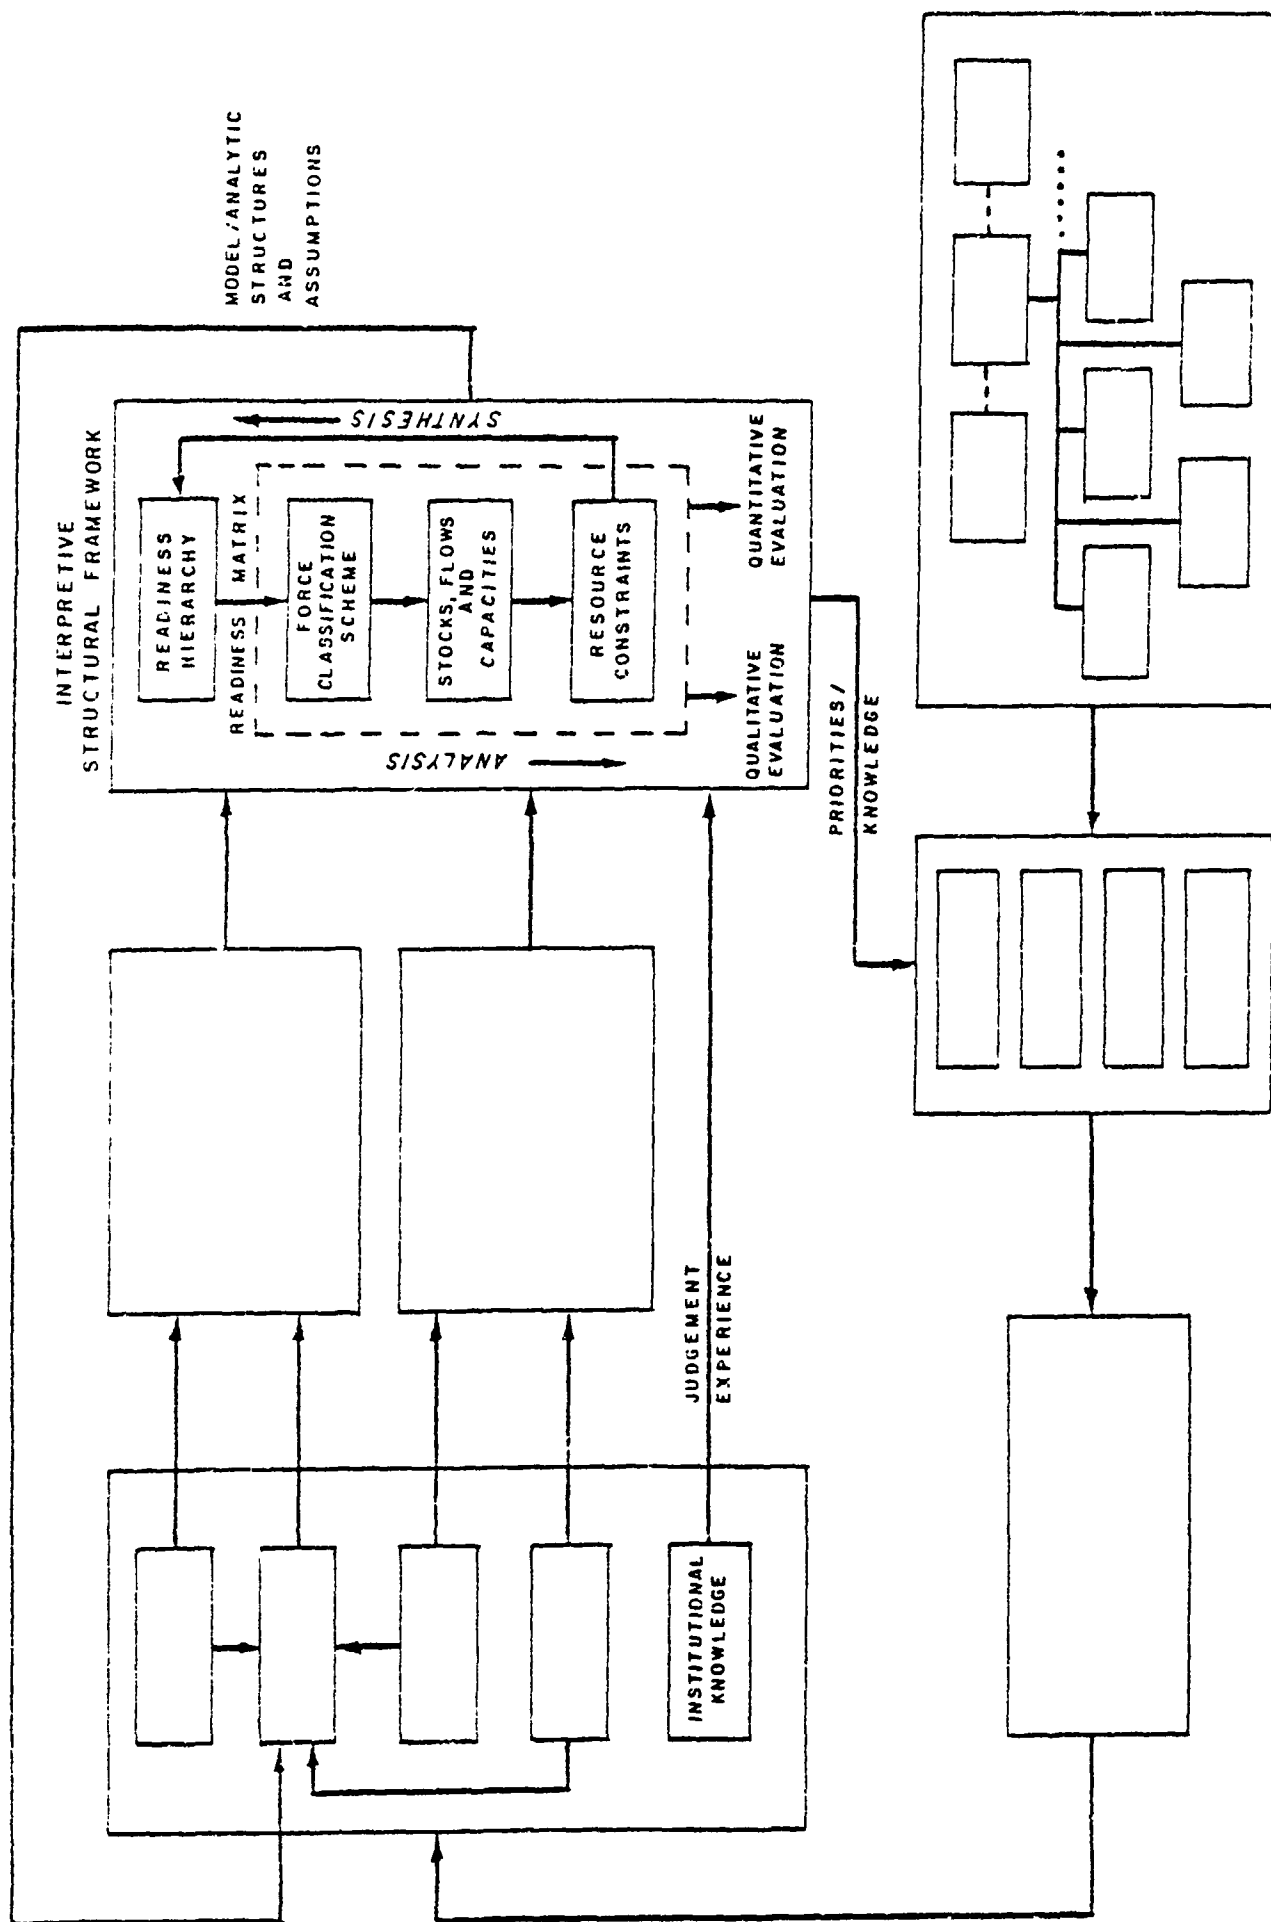 MODEL/ANALYTIC
STRUCTURES
AND
ASSUMPTIONS
INTERPRETIVE
STRUCTURAL FRAMEWORK
SYNTHESIS
READINESS
HIERARCHY
READINESS MATRIX
FORCE
CLASSIFICATION
SCHEME
STOCKS, FLOWS
AND
CAPACITIES
RESOURCE
CONSTRAINTS
ANALYSIS
QUANTITATIVE
EVALUATION
QUALITATIVE
EVALUATION
PRIORITIES/
KNOWLEDGE
JUDGEMENT
EXPERIENCE
INSTITUTIONAL
KNOWLEDGE